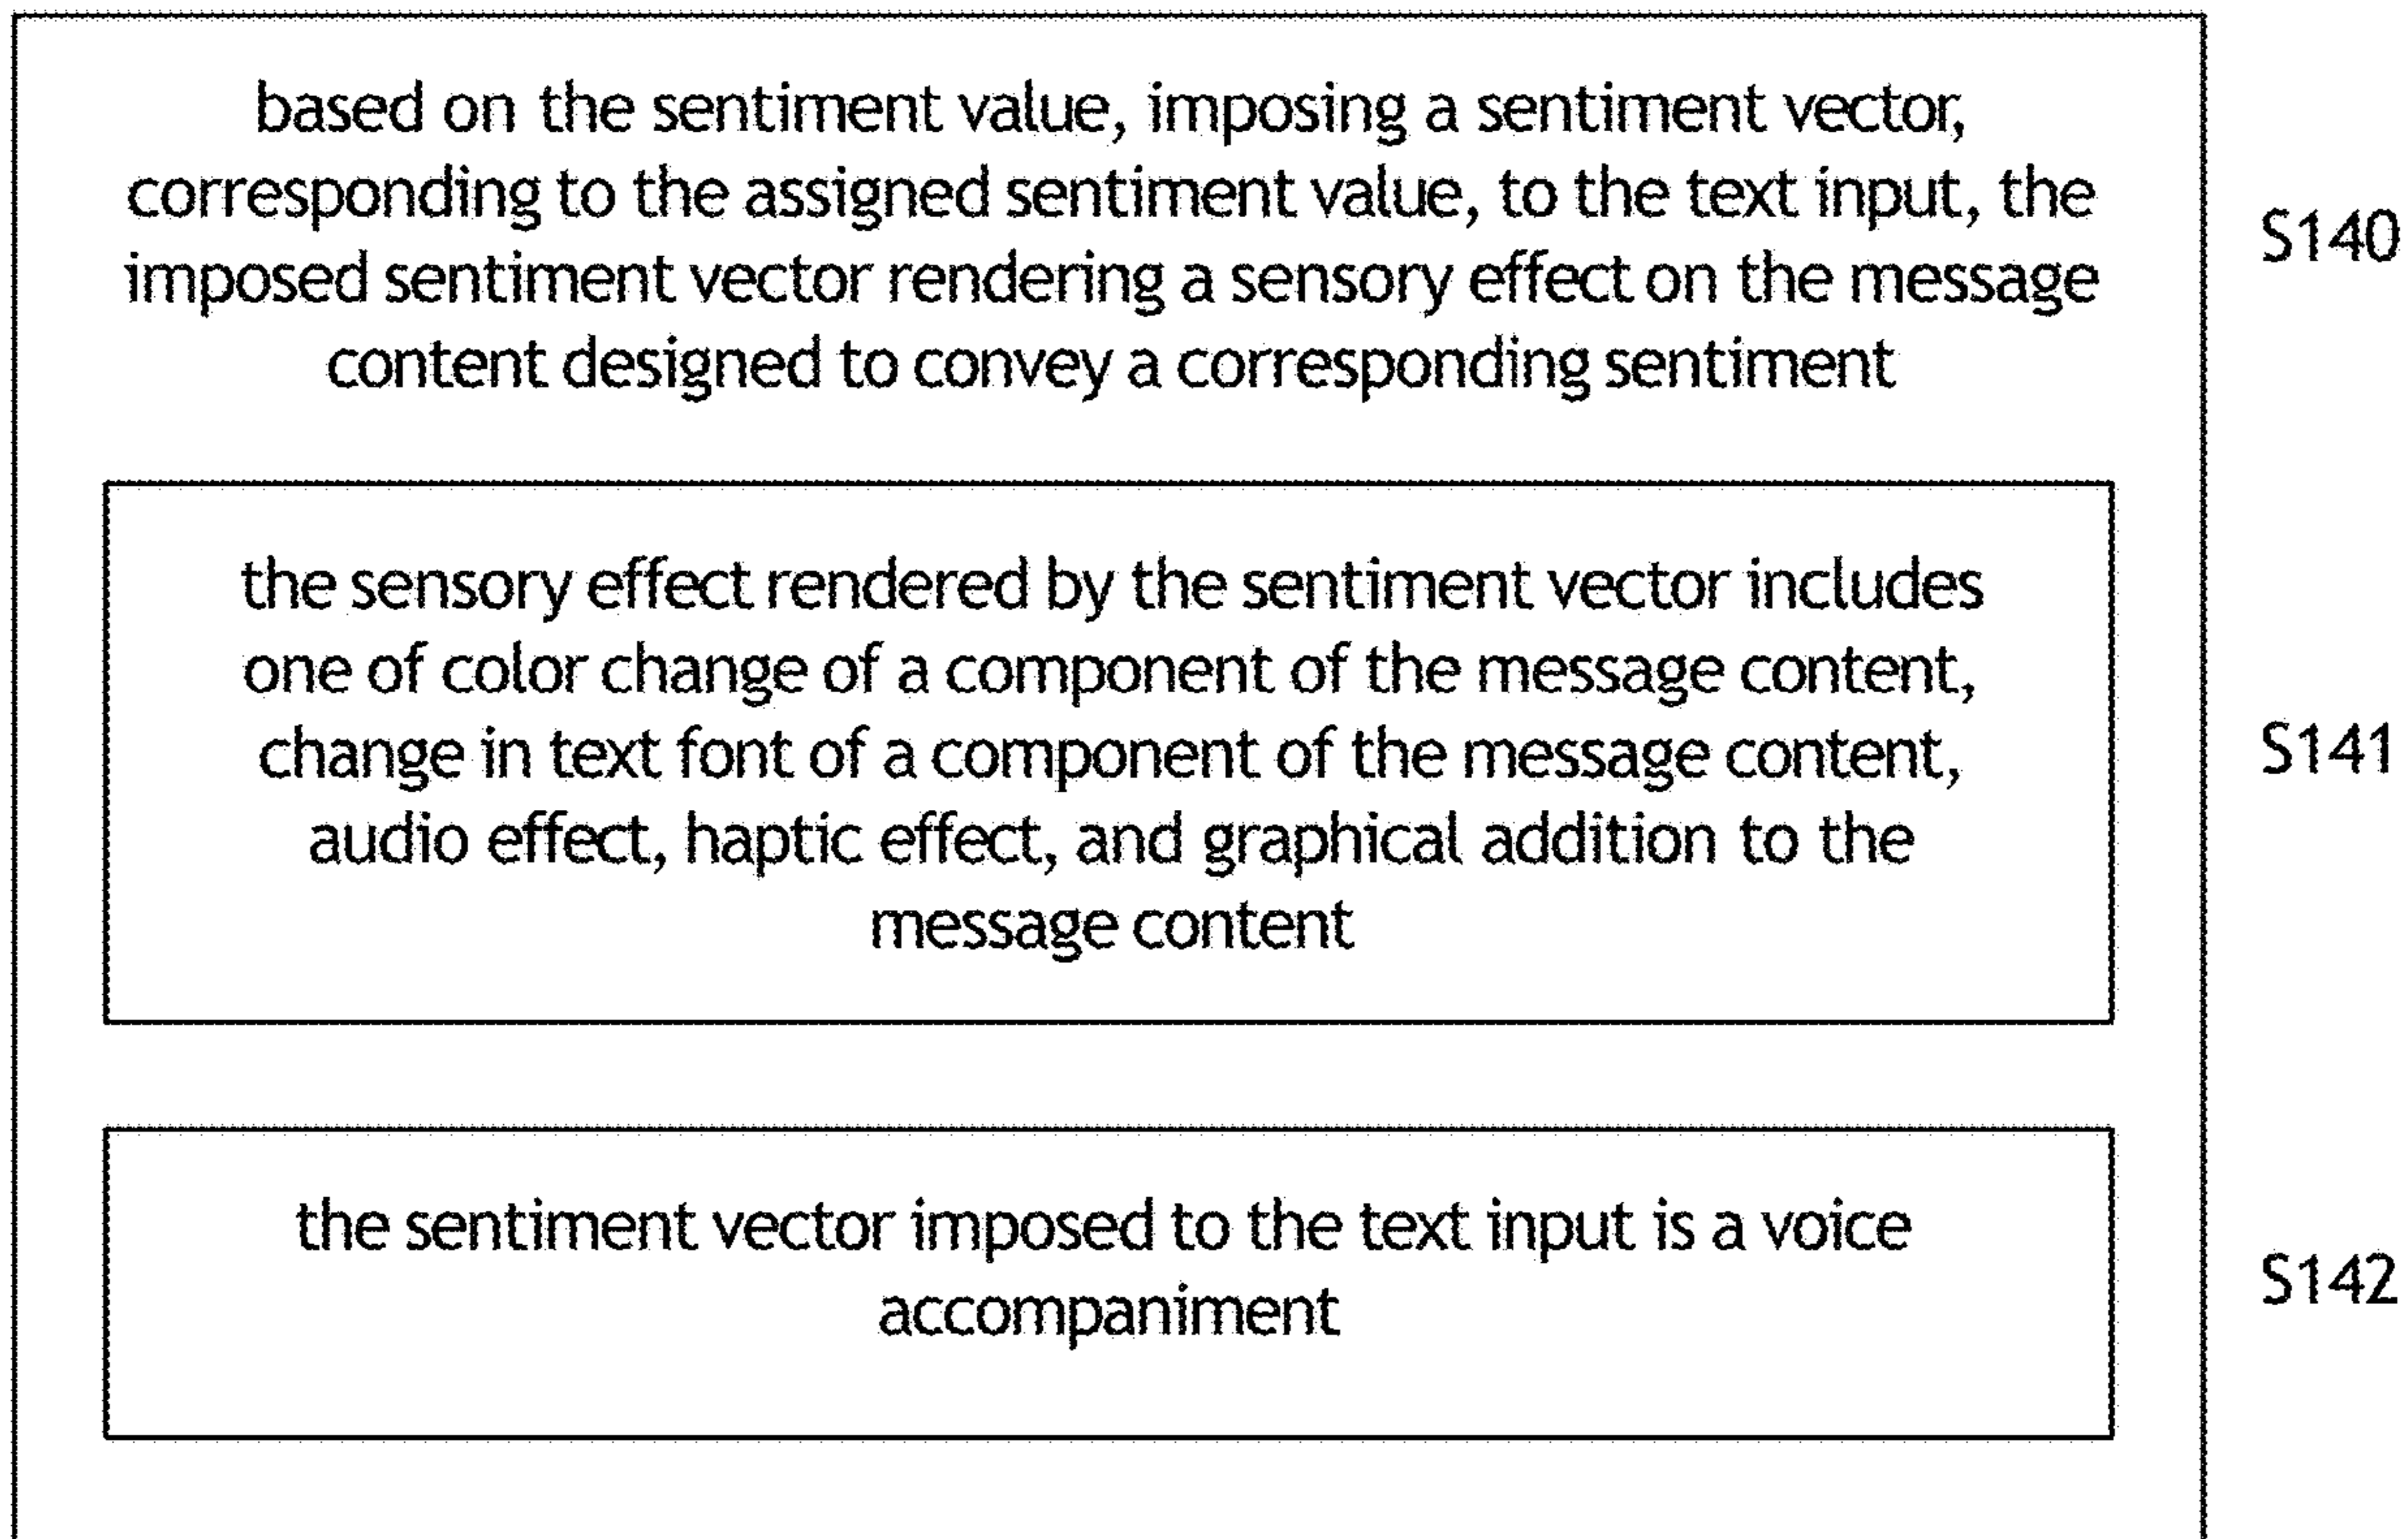 based on the sentiment value, imposing a sentiment vector,
corresponding to the assigned sentiment value, to the text input, the
imposed sentiment vector rendering a sensory effect on the message
content designed to convey a corresponding sentiment
S140
the sensory effect rendered by the sentiment vector includes
one of color change of a component of the message content,
change in text font of a component of the message content,
audio effect, haptic effect, and graphical addition to the
message content
S141
the sentiment vector imposed to the text input is a voice
accompaniment
S142